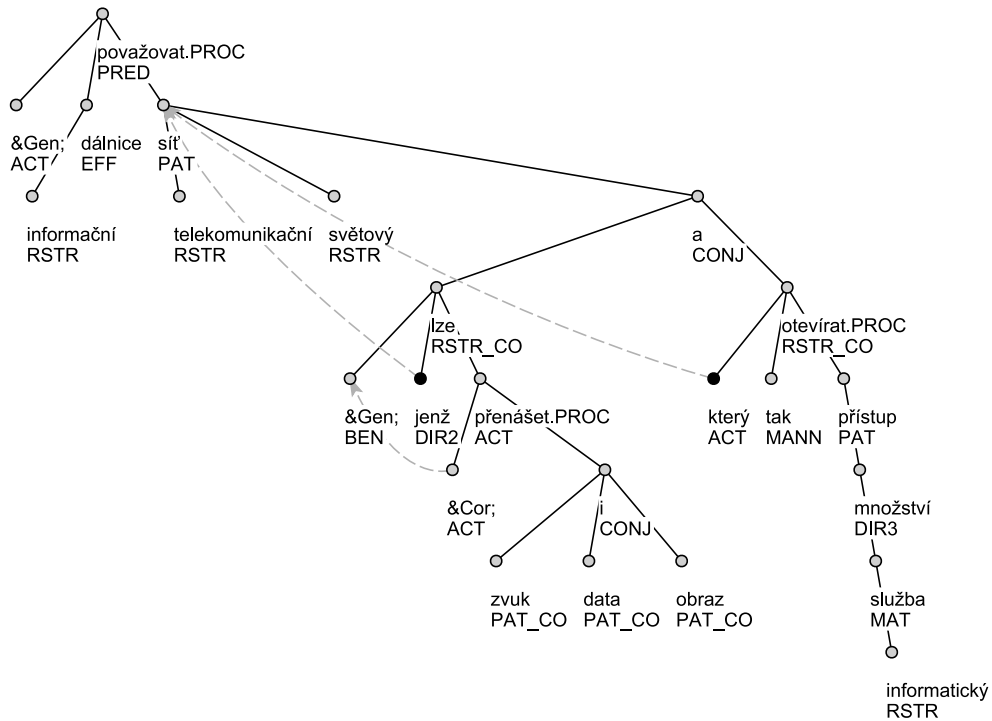 považovat.PROC
PRED
&Gen; dálnice síť
ACT EFF PAT
informační telekomunikační světový a
RSTR RSTR RSTR CONJ
lze otevírat.PROC
RSTR_CO RSTR_CO
&Gen; jenž přenášet.PROC který tak přístup
BEN DIR2 ACT ACT MANN PAT
&Cor; i množství
ACT CONJ DIR3
zvuk data obraz služba
PAT_CO PAT_CO PAT_CO MAT
informatický
RSTR